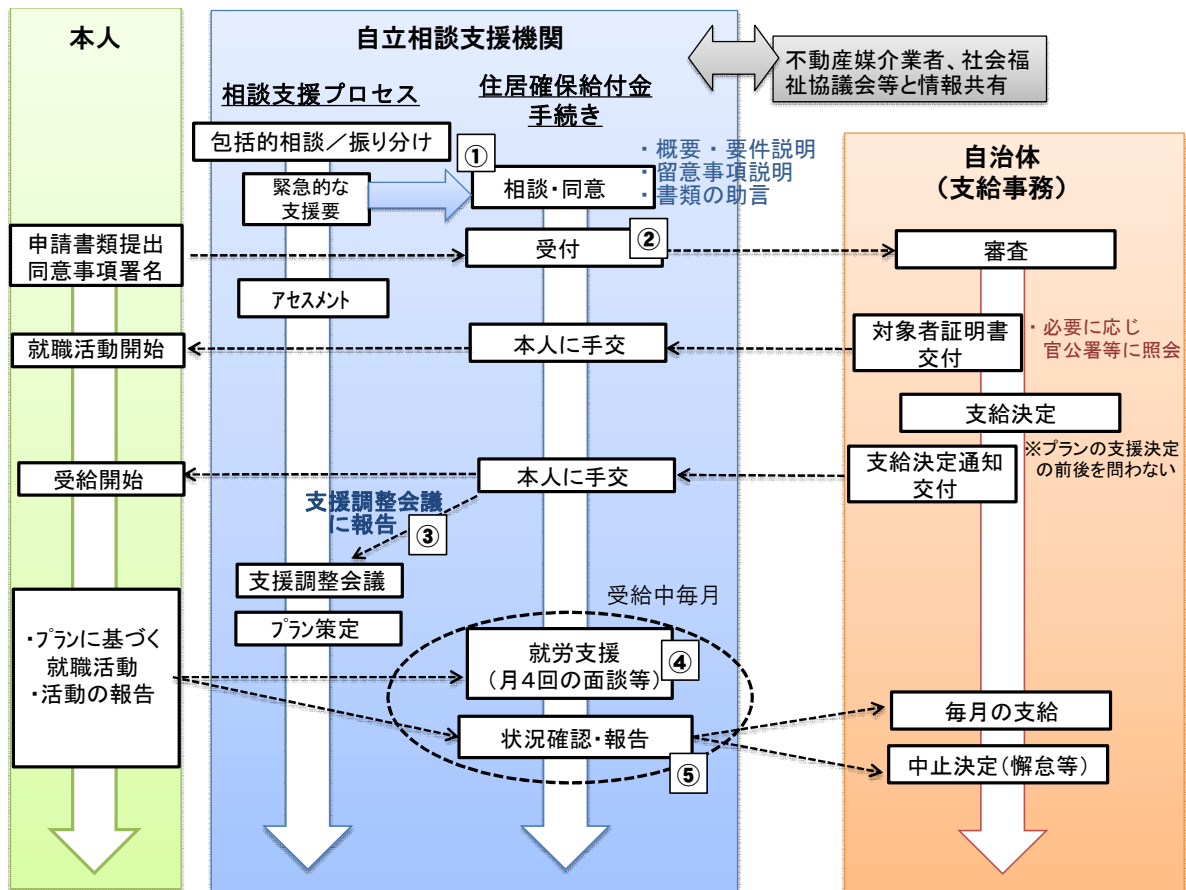 本人
自立相談支援機関
不動産媒介業者、社会福
祉協議会等と情報共有
相談支援プロセス
住居確保給付金
手続き
自治体
（支給事務）
包括的相談／振り分け
①
・概要・要件説明
・留意事項説明
・書類の助言
緊急的な
支援要
相談・同意
申請書類提出
同意事項署名
受付
②
審査
アセスメント
就職活動開始
本人に手交
対象者証明書
交付
・必要に応じ
官公署等に照会
支給決定
※プランの支援決定
の前後を問わない
受給開始
本人に手交
支給決定通知
交付
支援調整会議
に報告
③
支援調整会議
プラン策定
受給中毎月
・プランに基づく
就職活動
・活動の報告
就労支援
（月４回の面談等）
④
毎月の支給
状況確認・報告
⑤
中止決定（懈怠等）